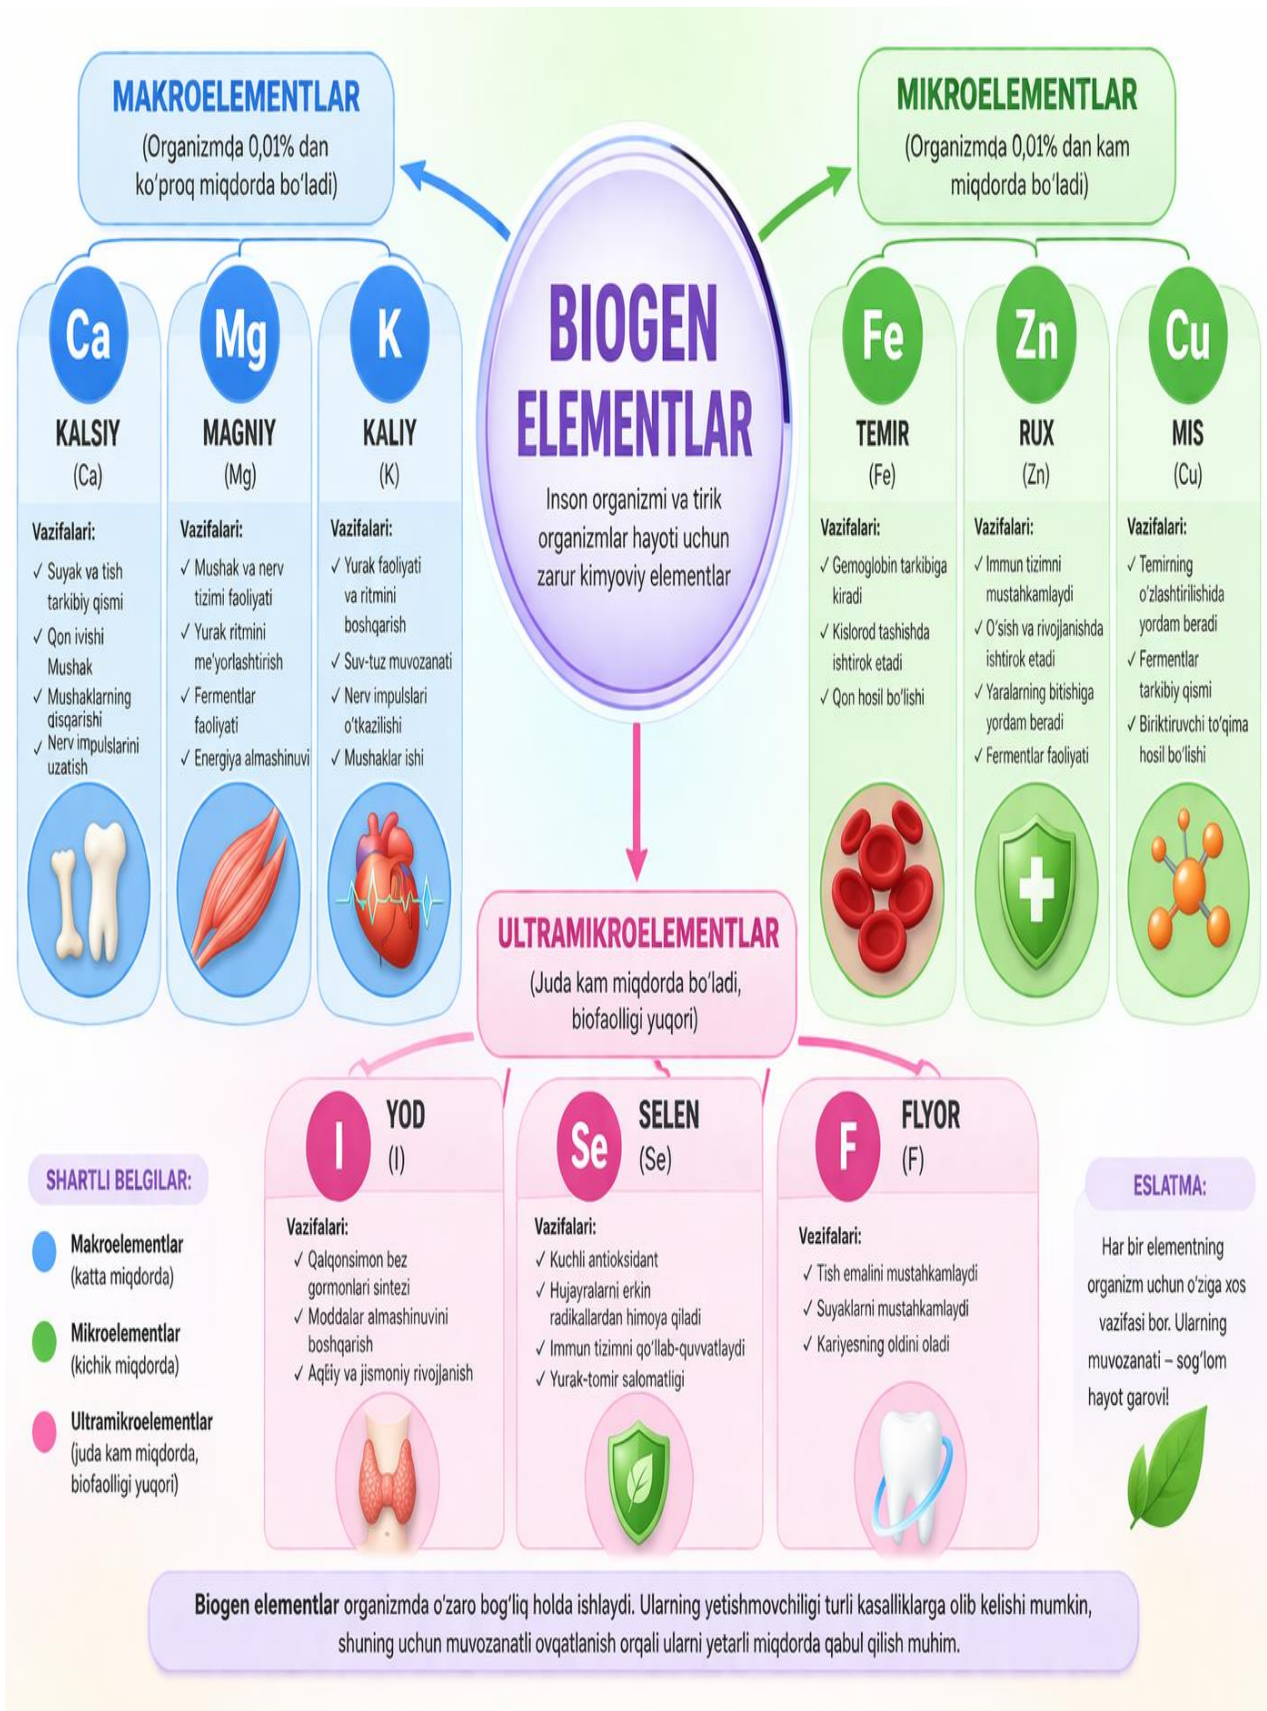 MAKROELEMENTLAR
(Organizmda 0,01% dan
ko‘proq miqdorda bo‘ladi)
MIKROELEMENTLAR
(Organizmda 0,01% dan kam
miqdorda bo‘ladi)
BIOGEN
ELEMENTLAR
Inson organizmi va tirik
organizmlar hayoti uchun
zarur kimyoviy elementlar
Ca
KALSIY
(Ca)
Vazifalari:
✓ Suyak va tish
tarkibiy qismi
✓ Qon ivishi
Mushak
✓ Mushaklarning
qisqarishi
✓ Nerv impulslarini
uzatish
Mg
MAGNIY
(Mg)
Vazifalari:
✓ Mushak va nerv
tizimi faoliyati
✓ Yurak ritmini
me'yorlashtirish
✓ Fermentlar
faoliyati
✓ Energiya almashinuvi
K
KALIY
(K)
Vazifalari:
✓ Yurak faoliyati
va ritmini
boshqarish
✓ Suv-tuz muvozanati
✓ Nerv impulslari
o‘tkazilishi
✓ Mushaklar ishi
Fe
TEMIR
(Fe)
Vazifalari:
✓ Gemoglobin tarkibiga
kiradi
✓ Kislorod tashishda
ishtirok etadi
✓ Qon hosil bo‘lishi
Zn
RUX
(Zn)
Vazifalari:
✓ Immun tizimni
mustahkamlaydi
✓ O‘sish va rivojlanishda
ishtirok etadi
✓ Yaralarning bitishiga
yordam beradi
✓ Fermentlar faoliyati
Cu
MIS
(Cu)
Vazifalari:
✓ Temirning
o‘zlashtirilishida
yordam beradi
✓ Fermentlar
tarkibiy qismi
✓ Biriktiruvchi to‘qima
hosil bo‘lishi
ULTRAMIKROELEMENTLAR
(Juda kam miqdorda bo‘ladi,
biofaolligi yuqori)
I
YOD
(I)
Vazifalari:
✓ Qalqonsimon bez
gormonlari sintezi
✓ Moddalar almashinuvini
boshqarish
✓ Aqliy va jismoniy rivojlanish
Se
SELEN
(Se)
Vazifalari:
✓ Kuchli antioksidant
✓ Hujayralarni erkin
radikallardan himoya qiladi
✓ Immun tizimni qo‘llab-quvvatlaydi
✓ Yurak-tomir salomatligi
F
FLYOR
(F)
Vezifalari:
✓ Tish emalini mustahkamlaydi
✓ Suyaklarni mustahkamlaydi
✓ Kariyesning oldini oladi
SHARTLI BELGILAR:
Makroelementlar
(katta miqdorda)
Mikroelementlar
(kichik miqdorda)
Ultramikroelementlar
(juda kam miqdorda,
biofaolligi yuqori)
ESLATMA:
Har bir elementning
organizm uchun o‘ziga xos
vazifasi bor. Ularning
muvozanati – sog‘lom
hayot garovi!
Biogen elementlar organizmda o‘zaro bog‘liq holda ishlaydi. Ularning yetishmovchiligi turli kasalliklarga olib kelishi mumkin,
shuning uchun muvozanatli ovqatlanish orqali ularni yetarli miqdorda qabul qilish muhim.